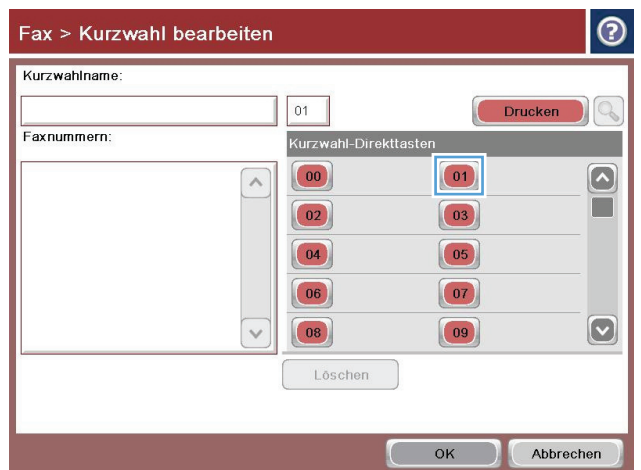 Fax > Kurzwahl bearbeiten ?
Kurzwahlname:
01 Drucken
Faxnummern: Kurzwahl-Direkttasten
00 01
02 03
04 05
06 07
08 09
Löschen
OK Abbrechen